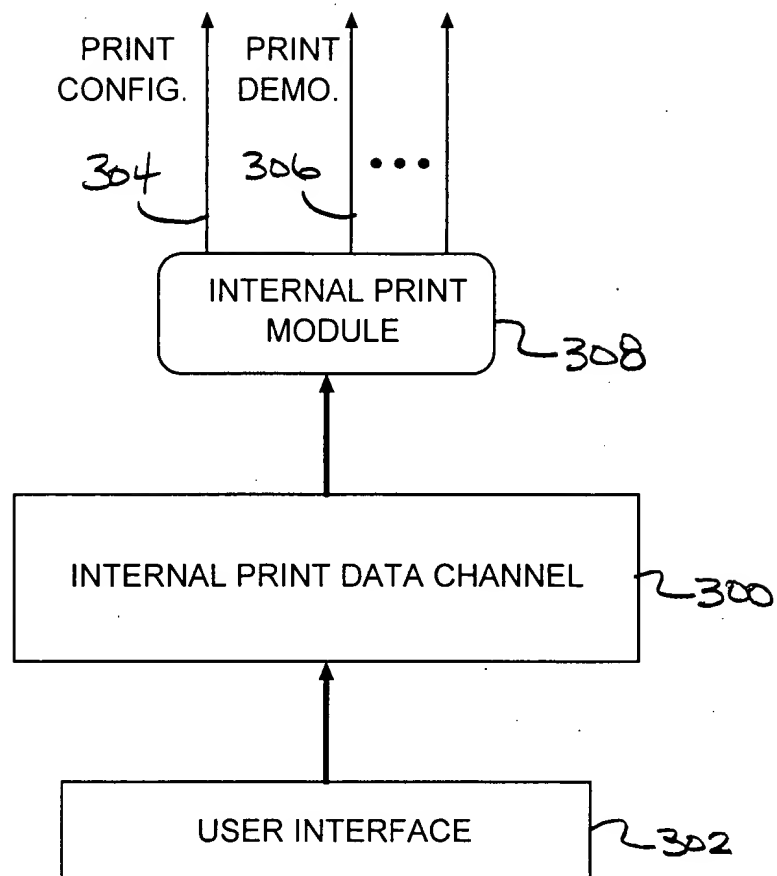 PRINT
CONFIG.
PRINT
DEMO.
304
306
• • •
INTERNAL PRINT
MODULE
308
INTERNAL PRINT DATA CHANNEL
300
USER INTERFACE
302